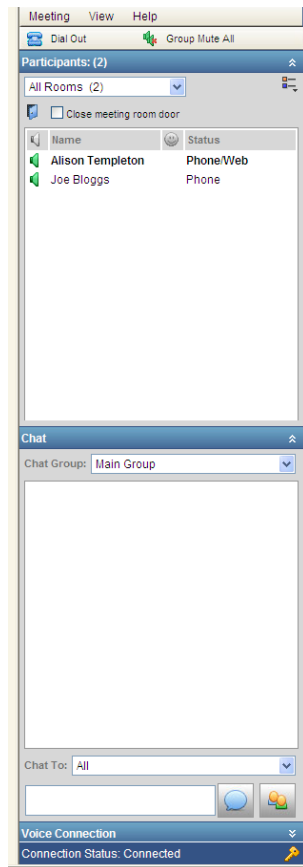 Meeting View Help
Dial Out Group Mute All
Participants: (2)
All Rooms (2)
Close meeting room door
Name Status
Alison Templeton Phone/Web
Joe Bloggs Phone
Chat
Chat Group: Main Group
Chat To: All
Voice Connection
Connection Status: Connected